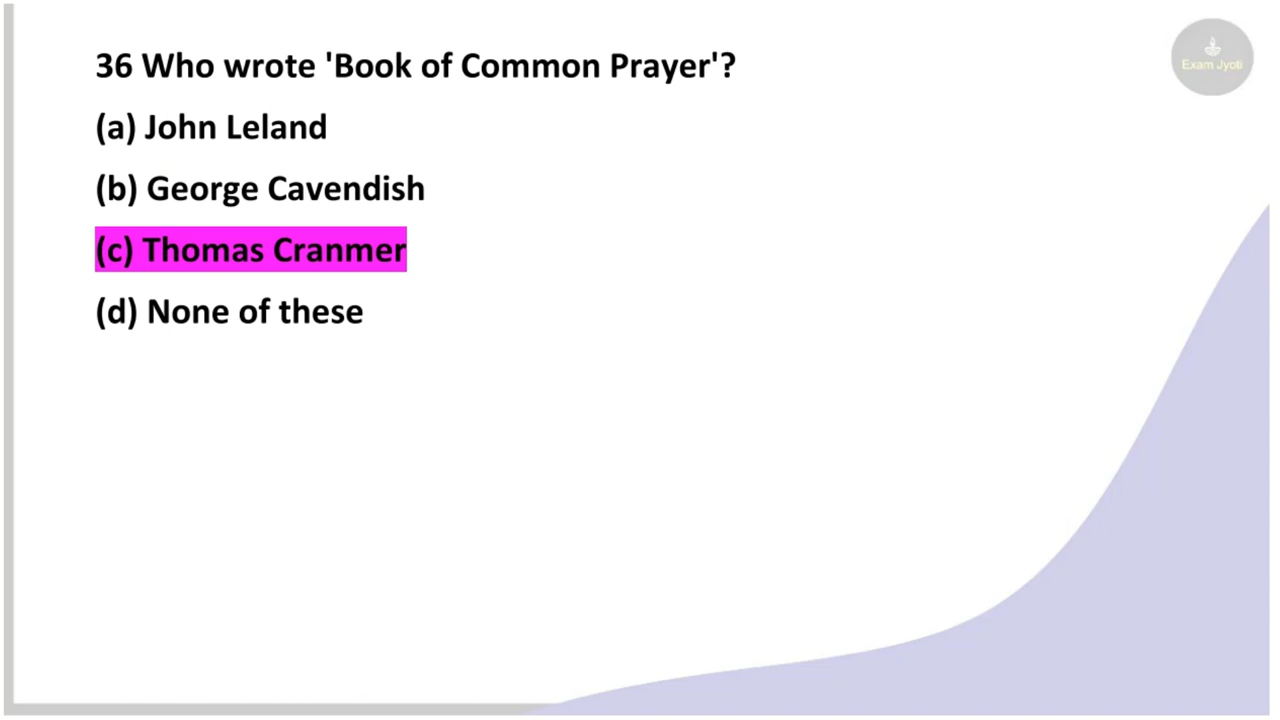 Exam Jyoti
36 Who wrote 'Book of Common Prayer'?
(a) John Leland
(b) George Cavendish
(c) Thomas Cranmer
(d) None of these